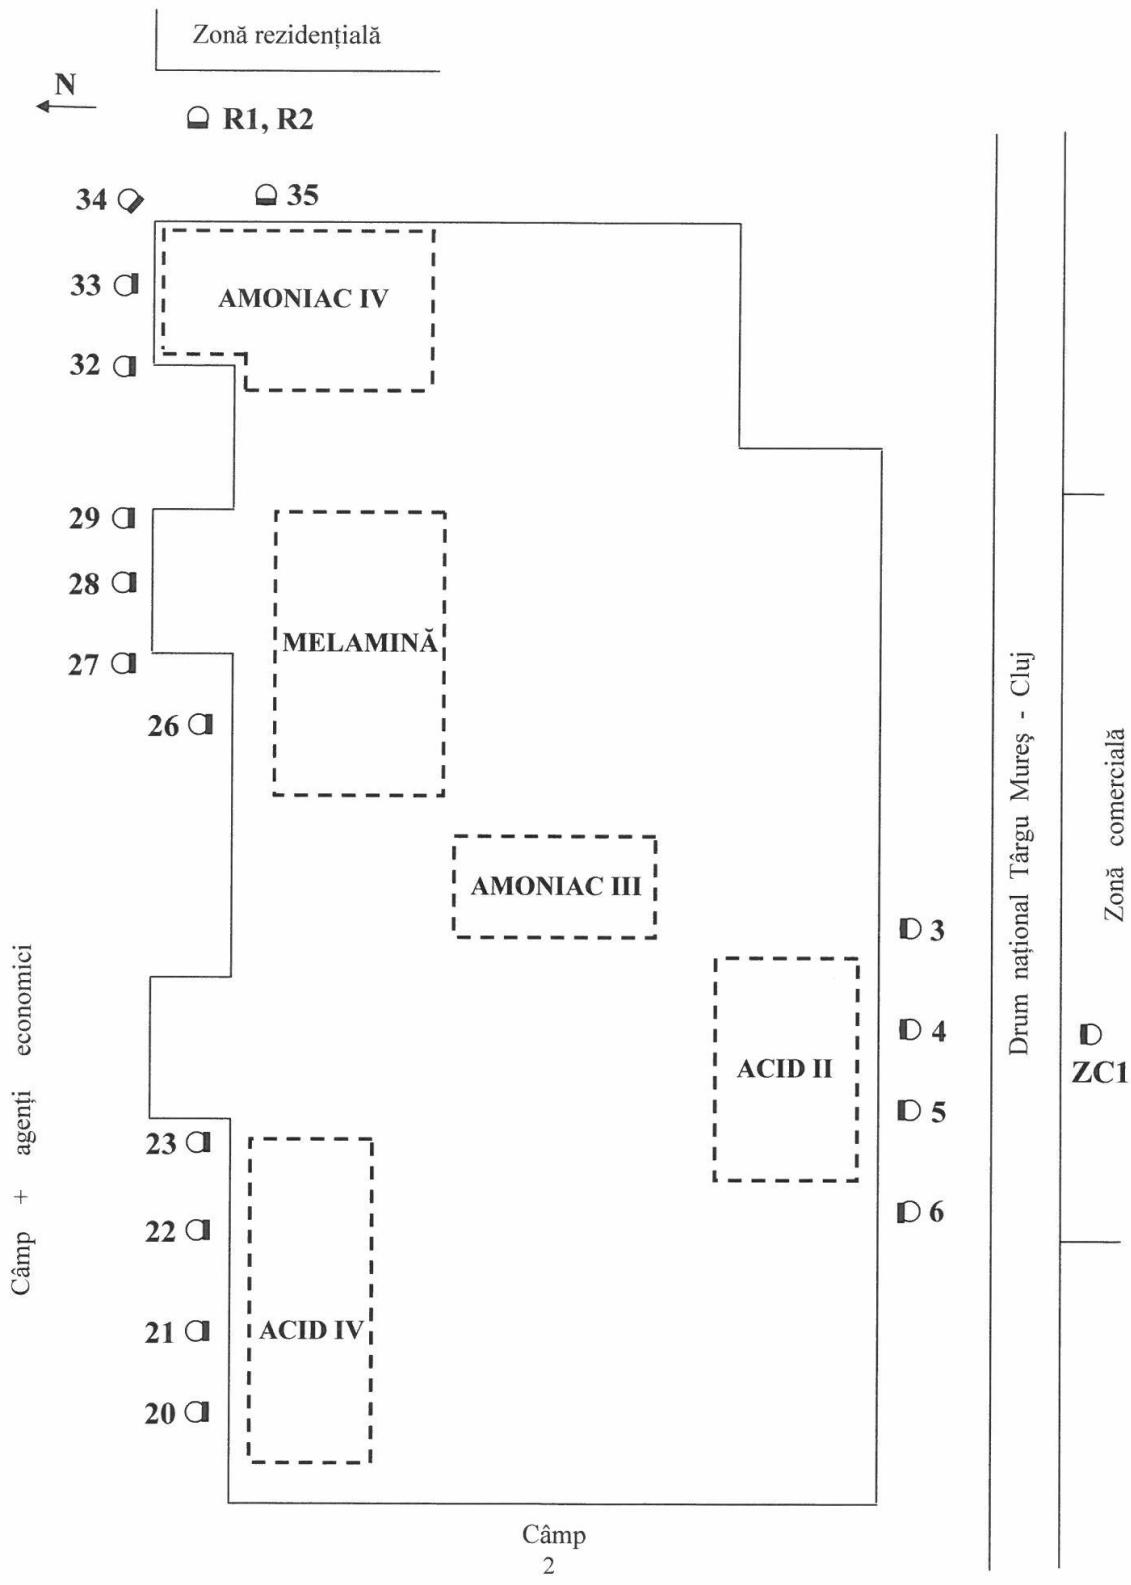 Zonă rezidențială
N
R1, R2
34
35
33
AMONIAC IV
32
29
28
MELAMINĂ
27
26
AMONIAC III
3
4
ACID II
5
6
23
22
21
ACID IV
20
Câmp + agenți economici
Drum național Târgu Mureş - Cluj
Zonă comercială
ZC1
Câmp
2